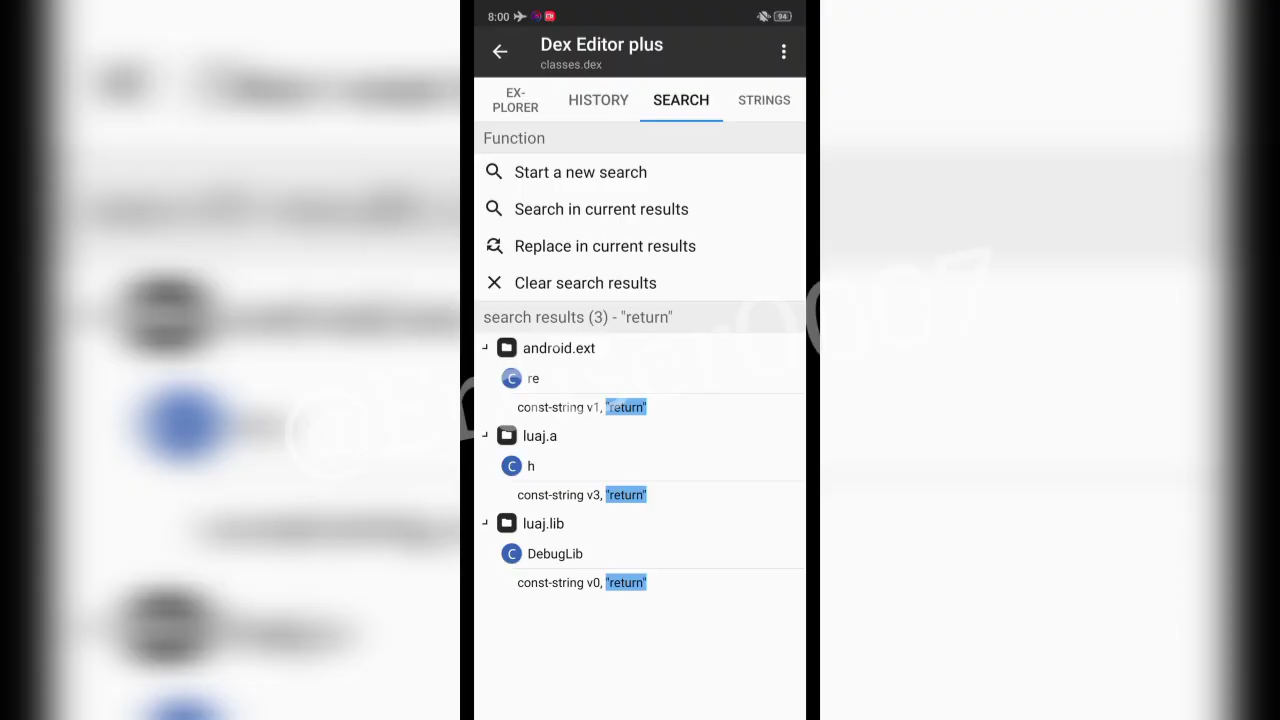 8:00
94
Dex Editor plus
classes.dex
EX-
PLORER
HISTORY
SEARCH
STRINGS
Function
Start a new search
Search in current results
Replace in current results
Clear search results
search results (3) - "return"
android.ext
C re
const-string v1, "return"
luaj.a
C h
const-string v3, "return"
luaj.lib
C DebugLib
const-string v0, "return"